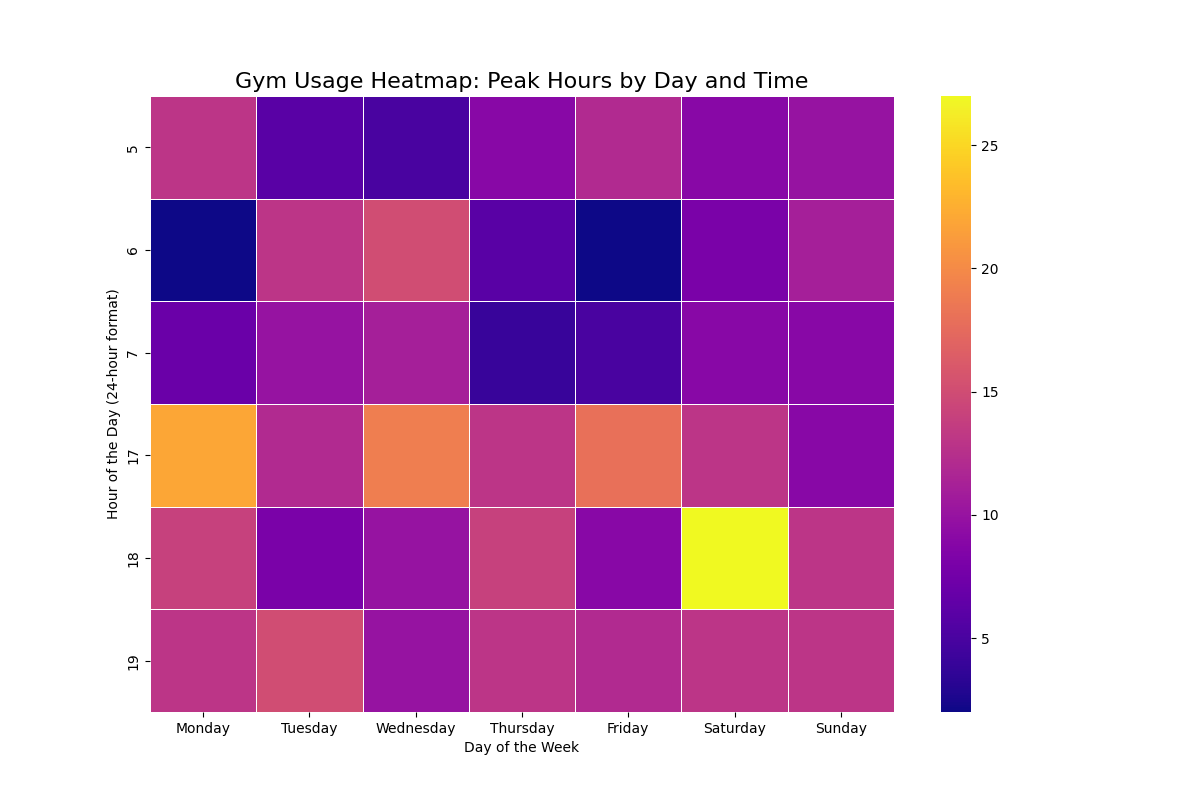 Gym Usage Heatmap: Peak Hours by Day and Time
Hour of the Day (24-hour format)
5
6
7
17
18
19
Monday Tuesday Wednesday Thursday Friday Saturday Sunday
Day of the Week
25
20
15
10
5